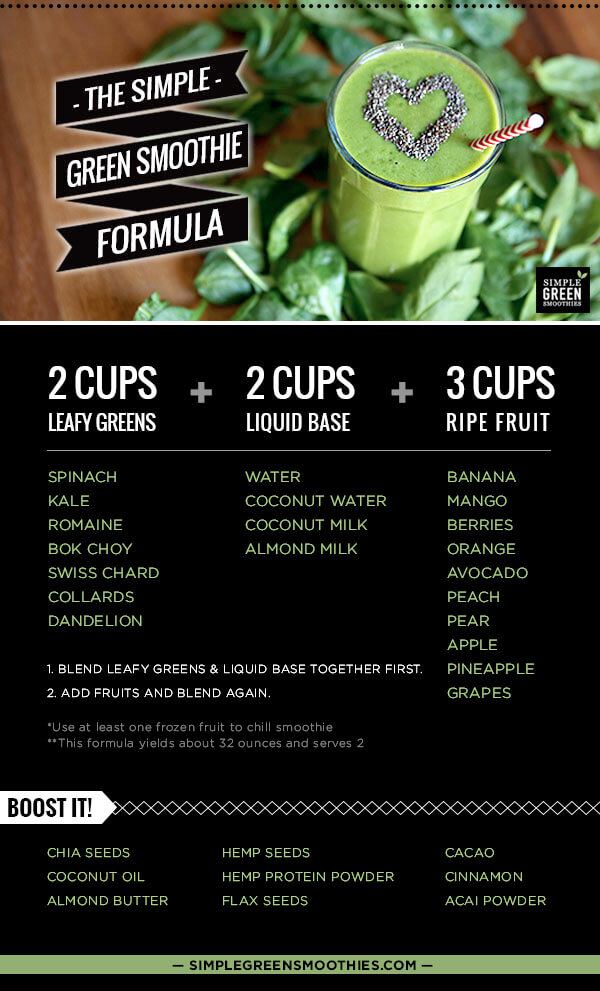 - THE SIMPLE -
GREEN SMOOTHIE
FORMULA
SIMPLE
GREEN
SMOOTHIES
2 CUPS + 2 CUPS + 3 CUPS
LEAFY GREENS LIQUID BASE RIPE FRUIT
SPINACH
KALE
ROMAINE
BOK CHOY
SWISS CHARD
COLLARDS
DANDELION
WATER
COCONUT WATER
COCONUT MILK
ALMOND MILK
BANANA
MANGO
BERRIES
ORANGE
AVOCADO
PEACH
PEAR
APPLE
PINEAPPLE
GRAPES
1. BLEND LEAFY GREENS & LIQUID BASE TOGETHER FIRST.
2. ADD FRUITS AND BLEND AGAIN.
*Use at least one frozen fruit to chill smoothie
**This formula yields about 32 ounces and serves 2
BOOST IT!
CHIA SEEDS
COCONUT OIL
ALMOND BUTTER
HEMP SEEDS
HEMP PROTEIN POWDER
FLAX SEEDS
CACAO
CINNAMON
ACAI POWDER
— SIMPLEGREENSMOOTHIES.COM —